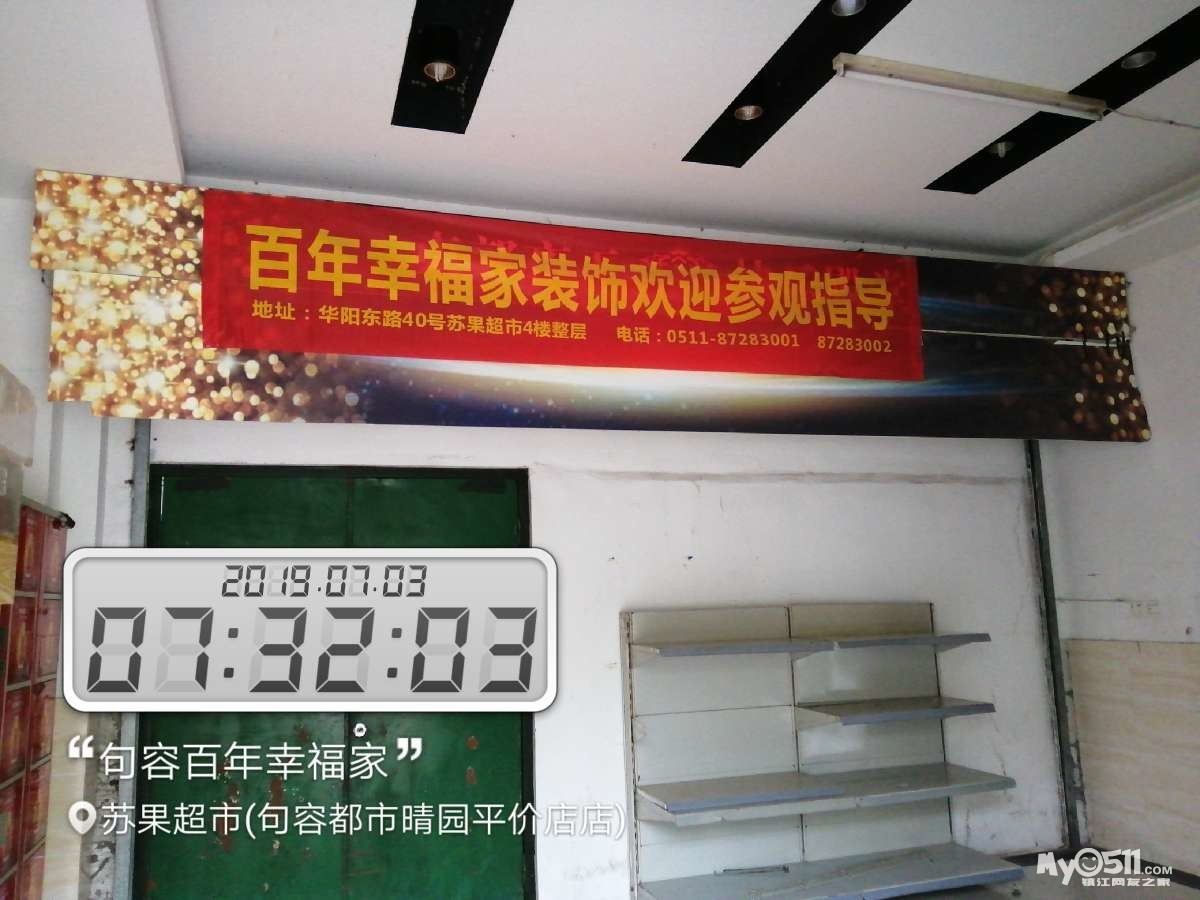 百年幸福家装饰欢迎参观指导
地址：华阳东路40号苏果超市4楼整层 电话：0511-87283001 87283002
2019.07.03
07:32:03
“句容百年幸福家”
苏果超市(句容都市晴园平价店店)
My0511.COM
镇江网友之家